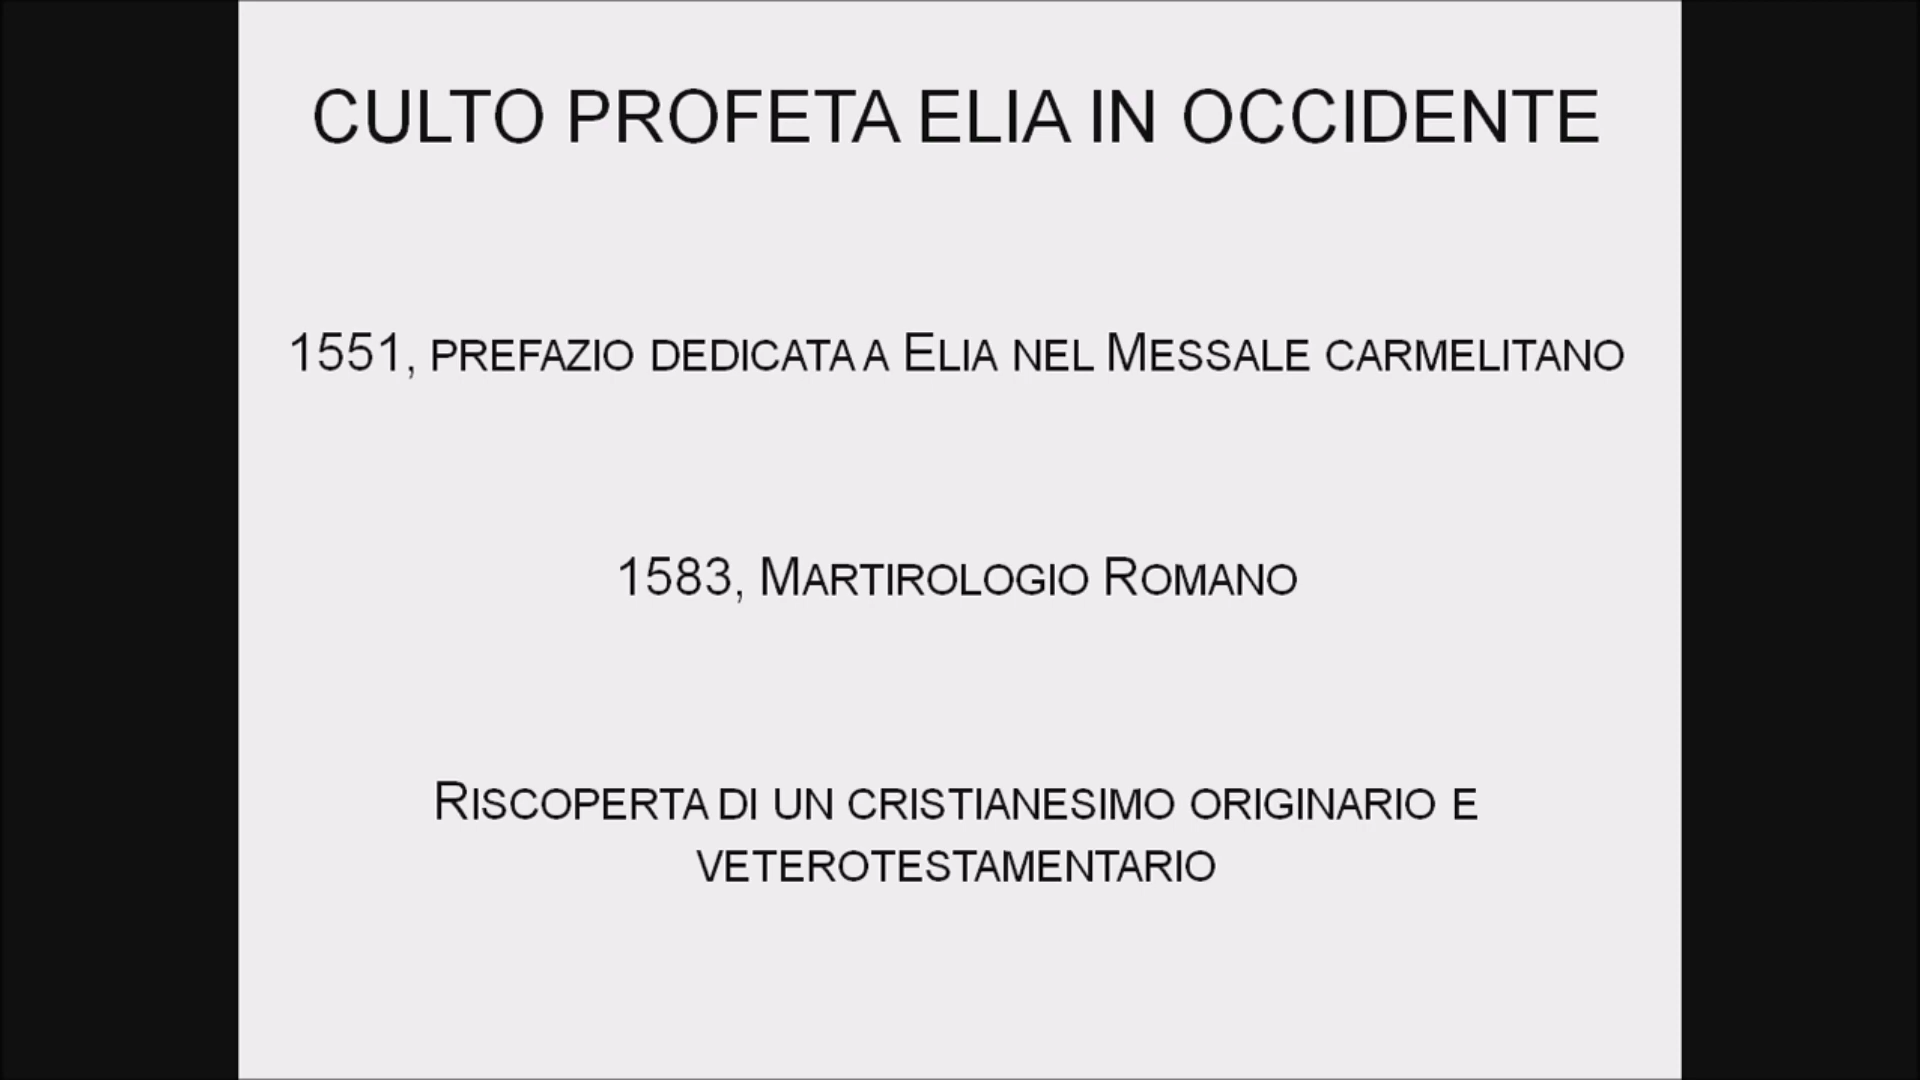 CULTO PROFETA ELIA IN OCCIDENTE
1551, PREFAZIO DEDICATA A ELIA NEL MESSALE CARMELITANO
1583, MARTIROLOGIO ROMANO
RISCOPERTA DI UN CRISTIANESIMO ORIGINARIO E
VETEROTESTAMENTARIO